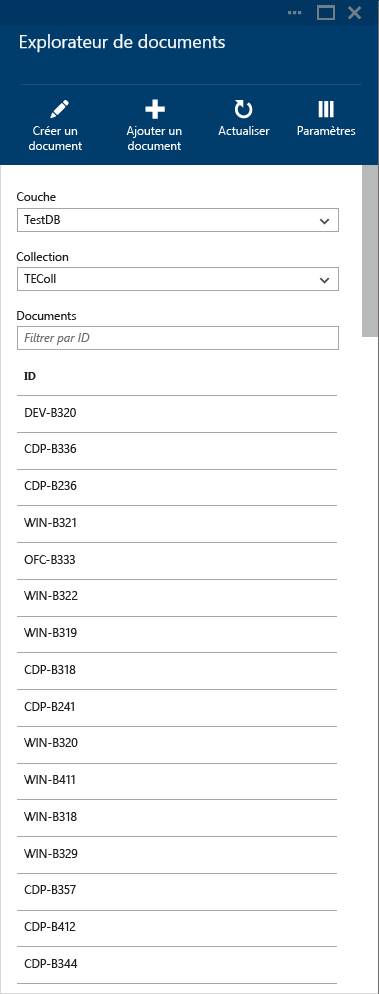 Explorateur de documents
Créer un
document
Ajouter un
document
Actualiser
Paramètres
Couche
TestDB
Collection
TEColl
Documents
Filtrer par ID
ID
DEV-B320
CDP-B336
CDP-B236
WIN-B321
OFC-B333
WIN-B322
WIN-B319
CDP-B318
CDP-B241
WIN-B320
WIN-B411
WIN-B318
WIN-B329
CDP-B357
CDP-B412
CDP-B344